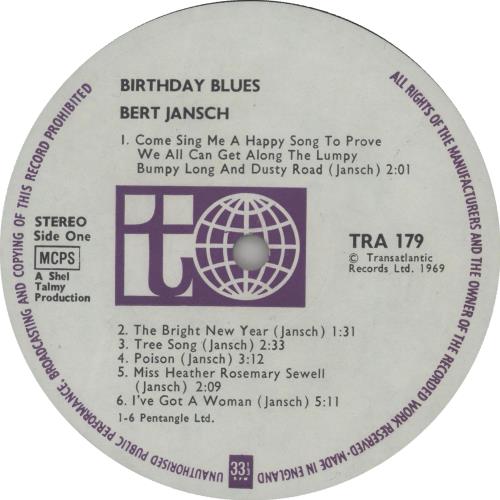 BIRTHDAY BLUES
BERT JANSCH
1. Come Sing Me A Happy Song To Prove
We All Can Get Along The Lumpy
Bumpy Long And Dusty Road (Jansch) 2:01
STEREO
Side One
MCPS
A Shel
Talmy
Production
t
TRA 179
© Transatlantic
Records Ltd. 1969
2. The Bright New Year (Jansch) 1:31
3. Tree Song (Jansch) 2:33
4. Poison (Jansch) 3:12
5. Miss Heather Rosemary Sewell
(Jansch) 2:09
6. I've Got A Woman (Jansch) 5:11
1-6 Pentangle Ltd.
33⅓
RPM
ALL RIGHTS OF THE MANUFACTURERS AND THE OWNER OF THE RECORDED WORK RESERVED·MADE IN ENGLAND
UNAUTHORISED PUBLIC PERFORMANCE, BROADCASTING AND COPYING OF THIS RECORD PROHIBITED